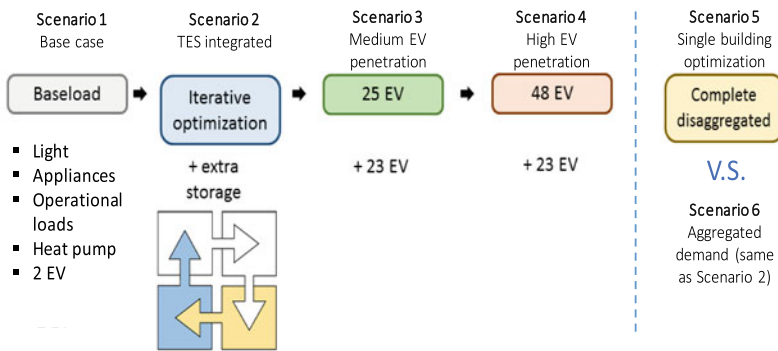 Scenario 1
Base case
Baseload
▪ Light
▪ Appliances
▪ Operational
loads
▪ Heat pump
▪ 2 EV
Scenario 2
TES integrated
Iterative
optimization
+ extra
storage
Scenario 3
Medium EV
penetration
25 EV
+ 23 EV
Scenario 4
High EV
penetration
48 EV
+ 23 EV
Scenario 5
Single building
optimization
Complete
disaggregated
V.S.
Scenario 6
Aggregated
demand (same
as Scenario 2)